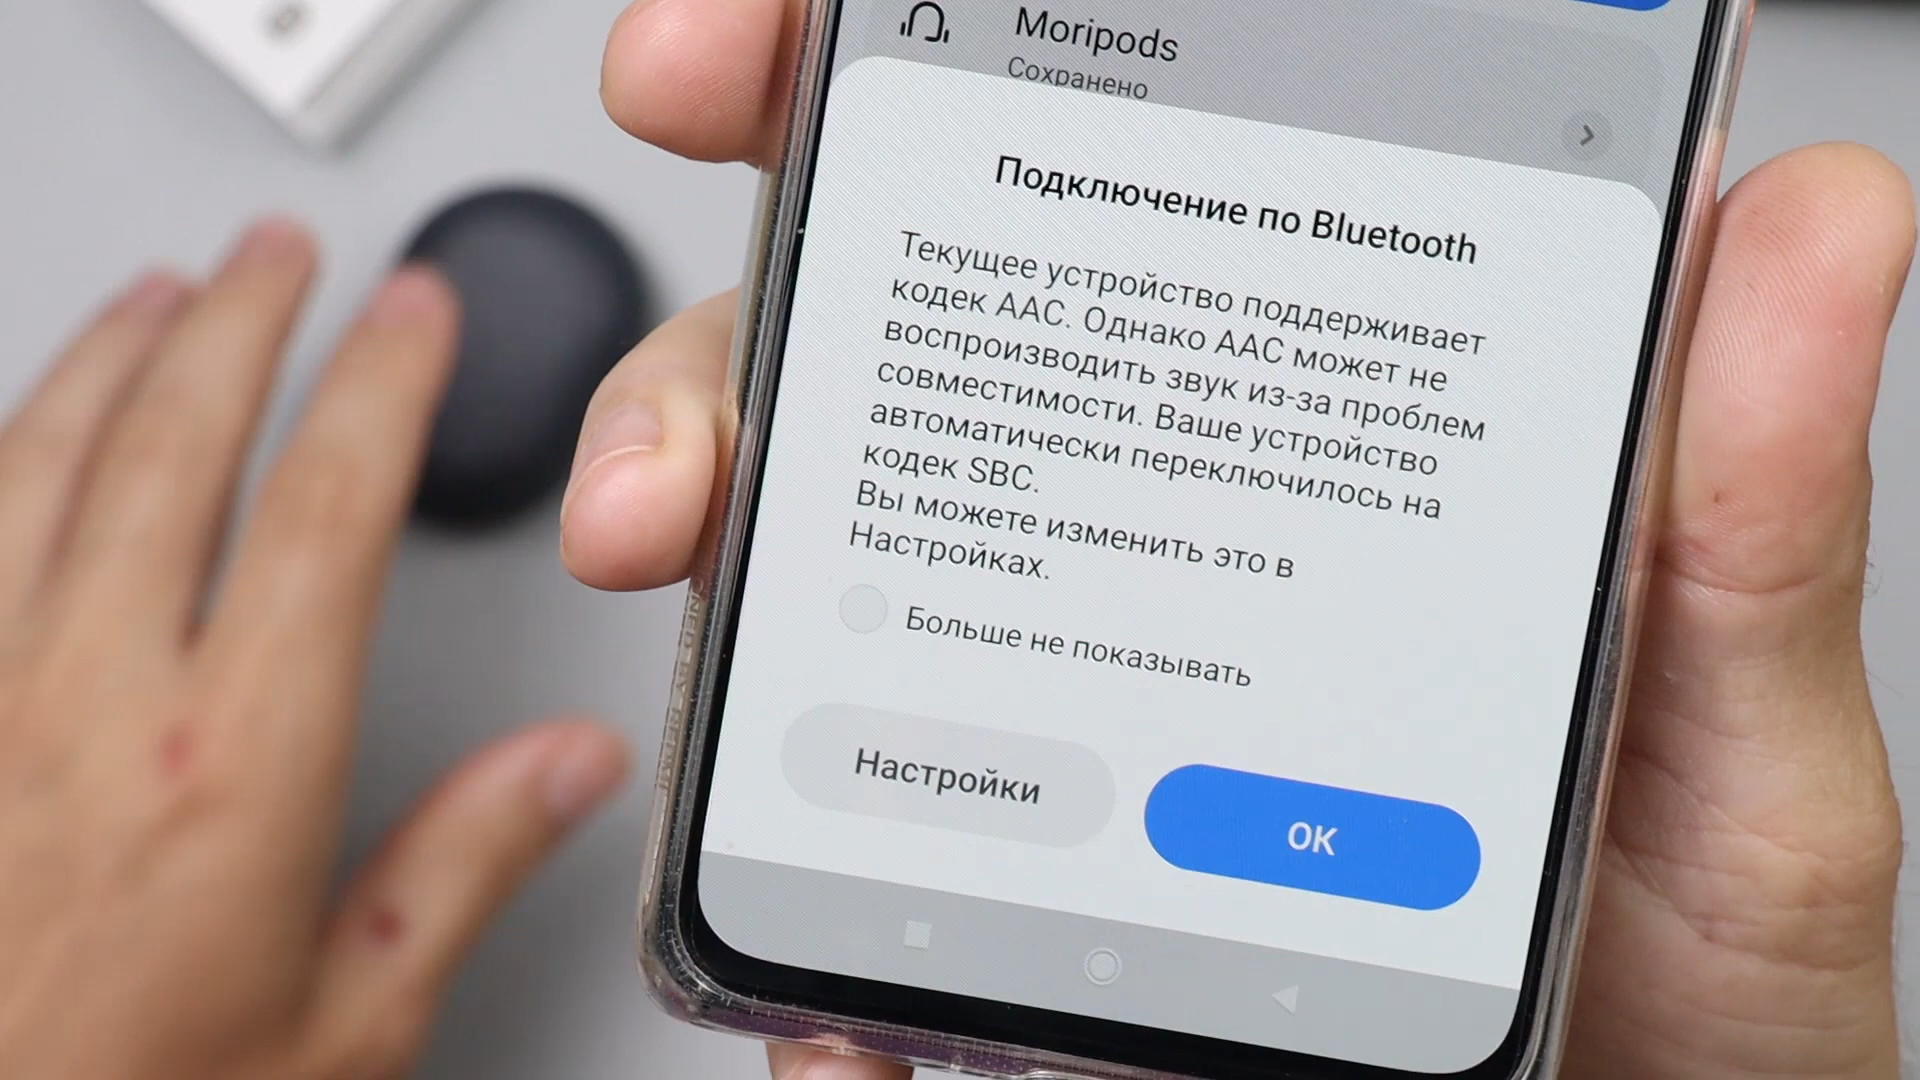 Moripods
Сохранено
Подключение по Bluetooth
Текущее устройство поддерживает
кодек AAC. Однако AAC может не
воспроизводить звук из-за проблем
совместимости. Ваше устройство
автоматически переключилось на
кодек SBC.
Вы можете изменить это в
Настройках.
Больше не показывать
Настройки
ОК